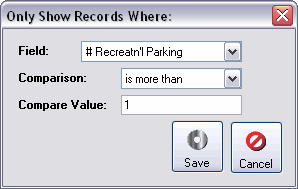 Only Show Records Where:
Field: # Recreatn'l Parking
Comparison: is more than
Compare Value: 1
Save Cancel